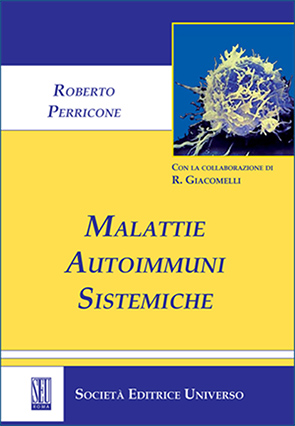 ROBERTO
PERRICONE
CON LA COLLABORAZIONE DI
R. GIACOMELLI
MALATTIE
AUTOIMMUNI
SISTEMICHE
SEU
ROMA
SOCIETÀ EDITRICE UNIVERSO